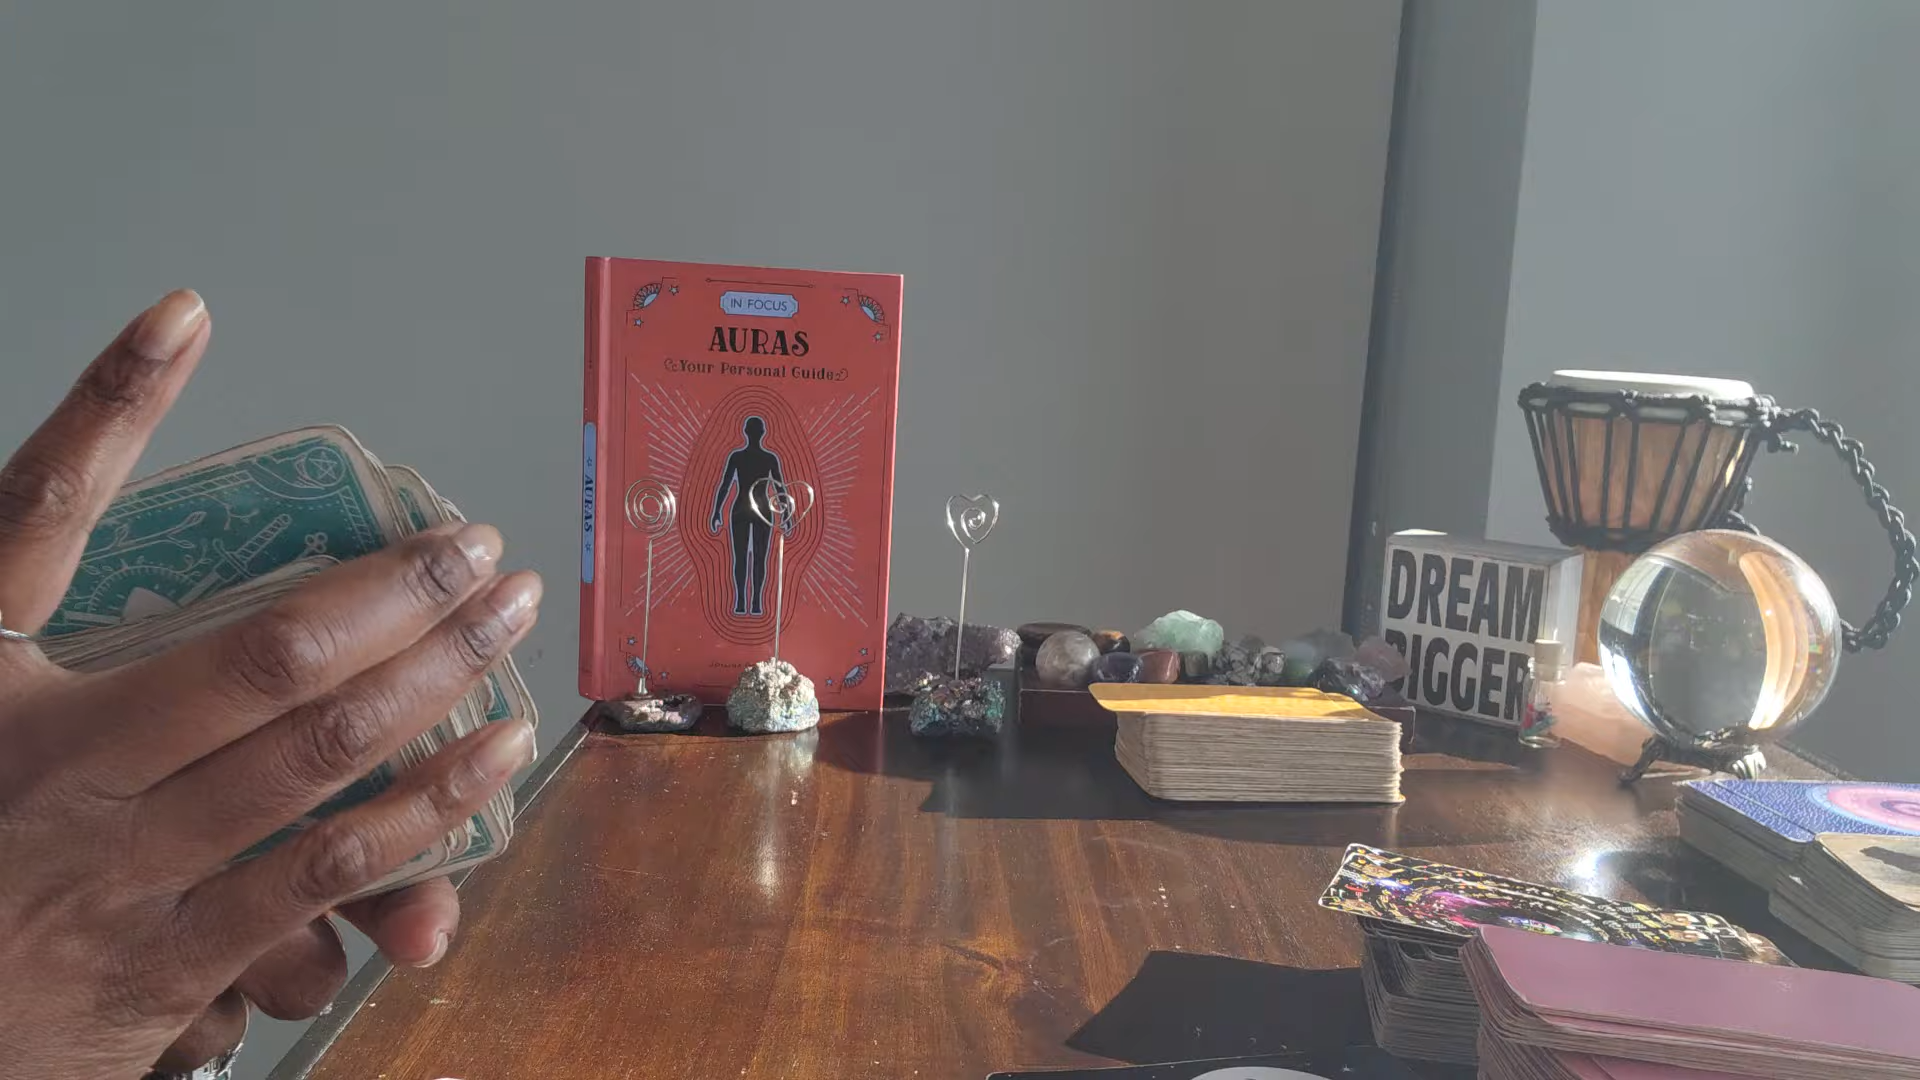 IN FOCUS
AURAS
Your Personal Guide
AURAS
DREAM
BIGGER